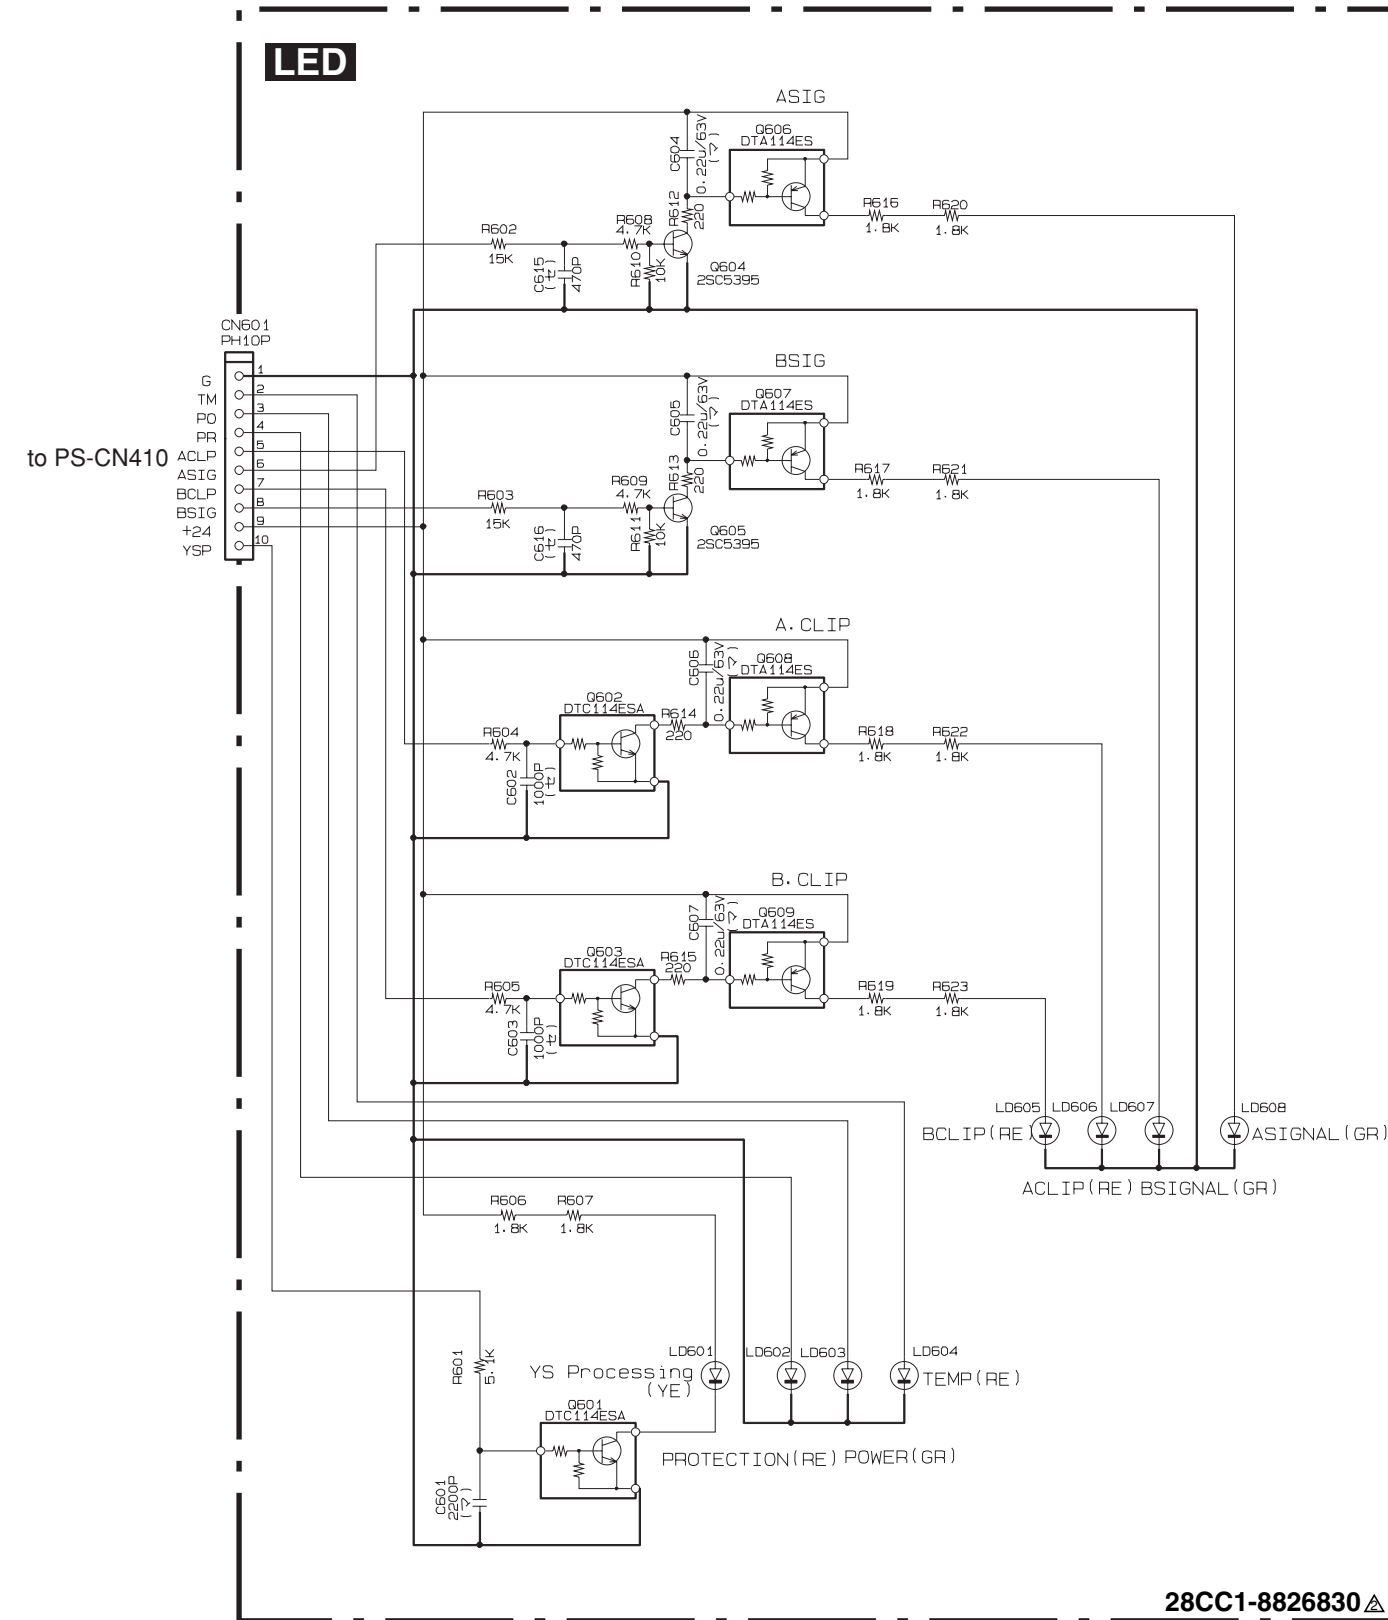 LED
ASIG
Q606
DTA114ES
C604
0.22u/63V
(マ)
R612
220
R616
1.8K
R620
1.8K
R602
15K
R608
4.7K
C615
(セ)
470P
R610
10K
Q604
2SC5395
CN601
PH10P
to PS-CN410
G 1
TM 2
PO 3
PR 4
ACLP 5
ASIG 6
BCLP 7
BSIG 8
+24 9
YSP 10
BSIG
Q607
DTA114ES
C605
0.22u/63V
(マ)
R613
220
R617
1.8K
R621
1.8K
R603
15K
R609
4.7K
C616
(セ)
470P
R611
10K
Q605
2SC5395
A.CLIP
Q608
DTA114ES
C606
0.22u/63V
(マ)
Q602
DTC114ESA
R614
220
R604
4.7K
C602
1000P
(セ)
R618
1.8K
R622
1.8K
B.CLIP
Q609
DTA114ES
C607
0.22u/63V
(マ)
Q603
DTC114ESA
R615
220
R605
4.7K
C603
1000P
(セ)
R619
1.8K
R623
1.8K
LD605 LD606 LD607 LD608
BCLIP(RE) ASIGNAL(GR)
ACLIP(RE) BSIGNAL(GR)
R606
1.8K
R607
1.8K
R601
5.1K
LD601 LD602 LD603 LD604
YS Processing
(YE)
TEMP(RE)
Q601
DTC114ESA
PROTECTION(RE) POWER(GR)
C601
2200P
(マ)
28CC1-8826830 2